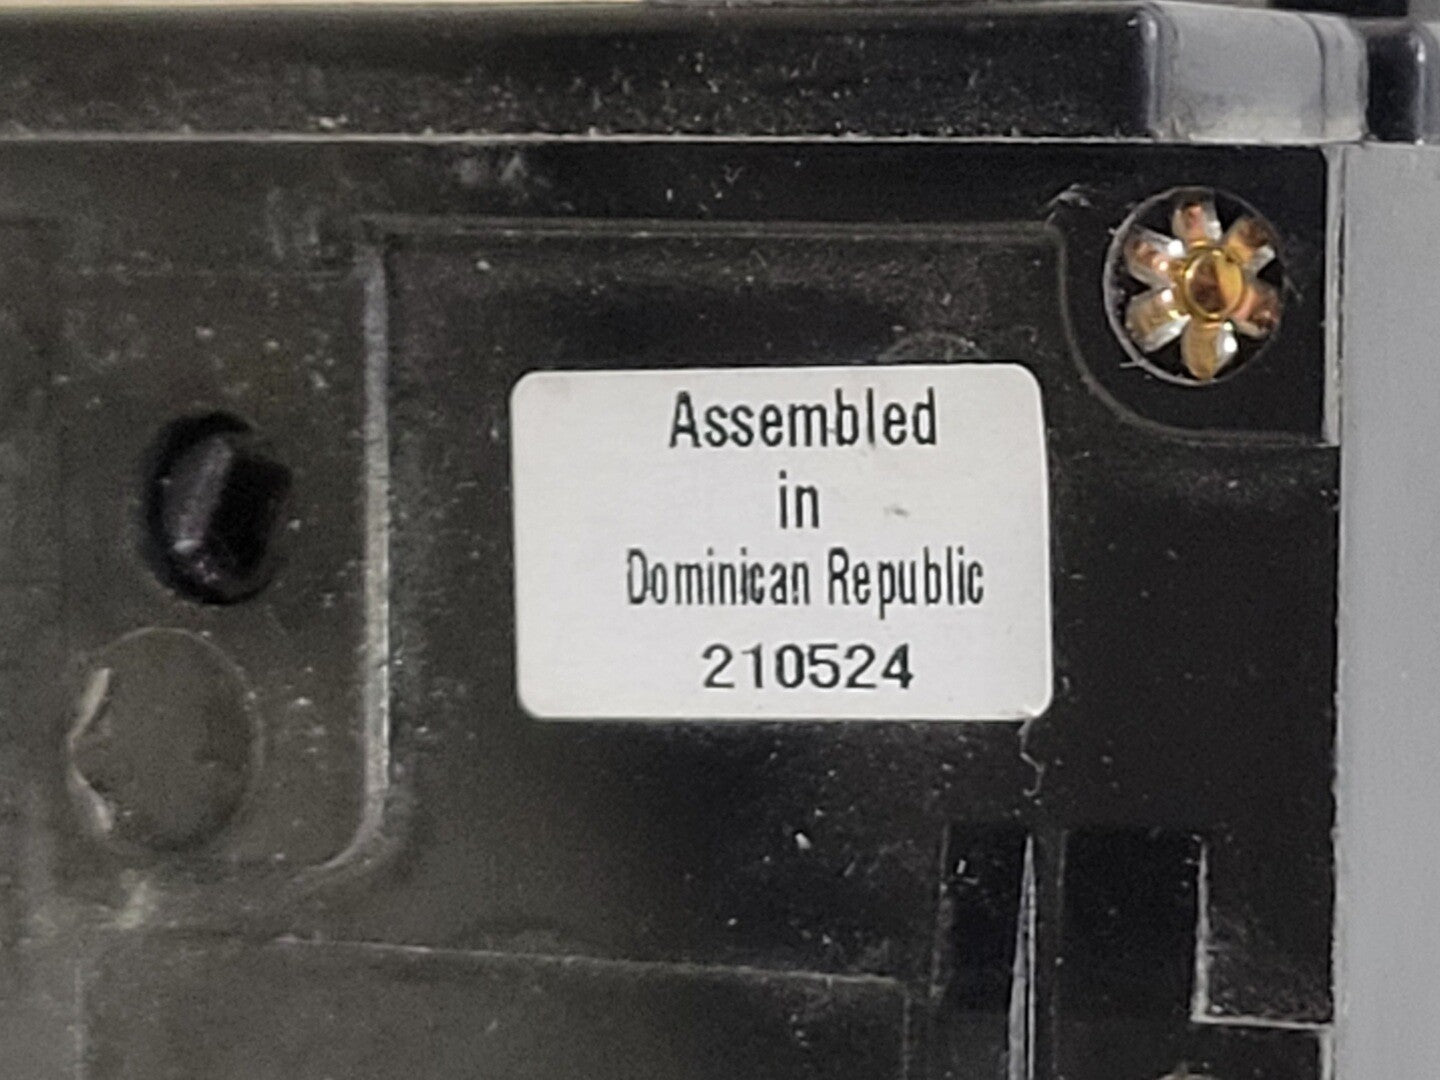 Assembled
in
Dominican Republic
210524